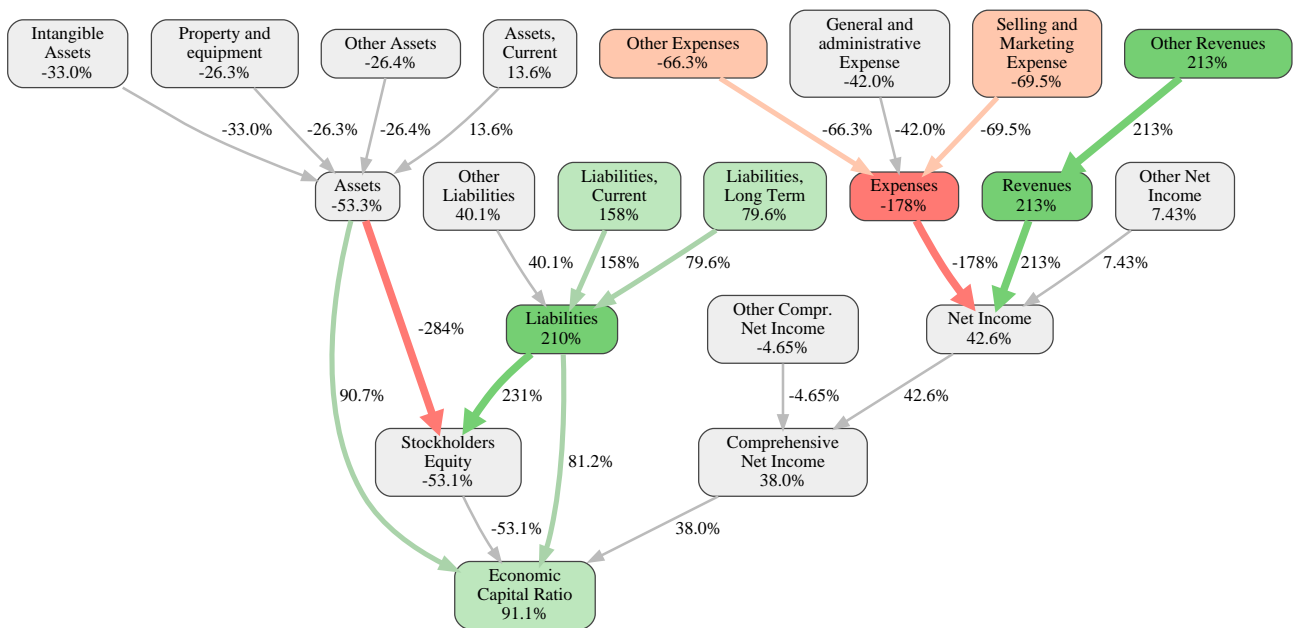 Intangible
Assets
-33.0%
Property and
equipment
-26.3%
Other Assets
-26.4%
Assets,
Current
13.6%
Other Expenses
-66.3%
General and
administrative
Expense
-42.0%
Selling and
Marketing
Expense
-69.5%
Other Revenues
213%
-33.0%
-26.3%
-26.4%
13.6%
-66.3%
-42.0%
-69.5%
213%
Assets
-53.3%
Other
Liabilities
40.1%
Liabilities,
Current
158%
Liabilities,
Long Term
79.6%
Expenses
-178%
Revenues
213%
Other Net
Income
7.43%
40.1%
158%
79.6%
-178%
213%
7.43%
-284%
Liabilities
210%
Other Compr.
Net Income
-4.65%
Net Income
42.6%
90.7%
231%
-4.65%
42.6%
Stockholders
Equity
-53.1%
81.2%
Comprehensive
Net Income
38.0%
-53.1%
38.0%
Economic
Capital Ratio
91.1%